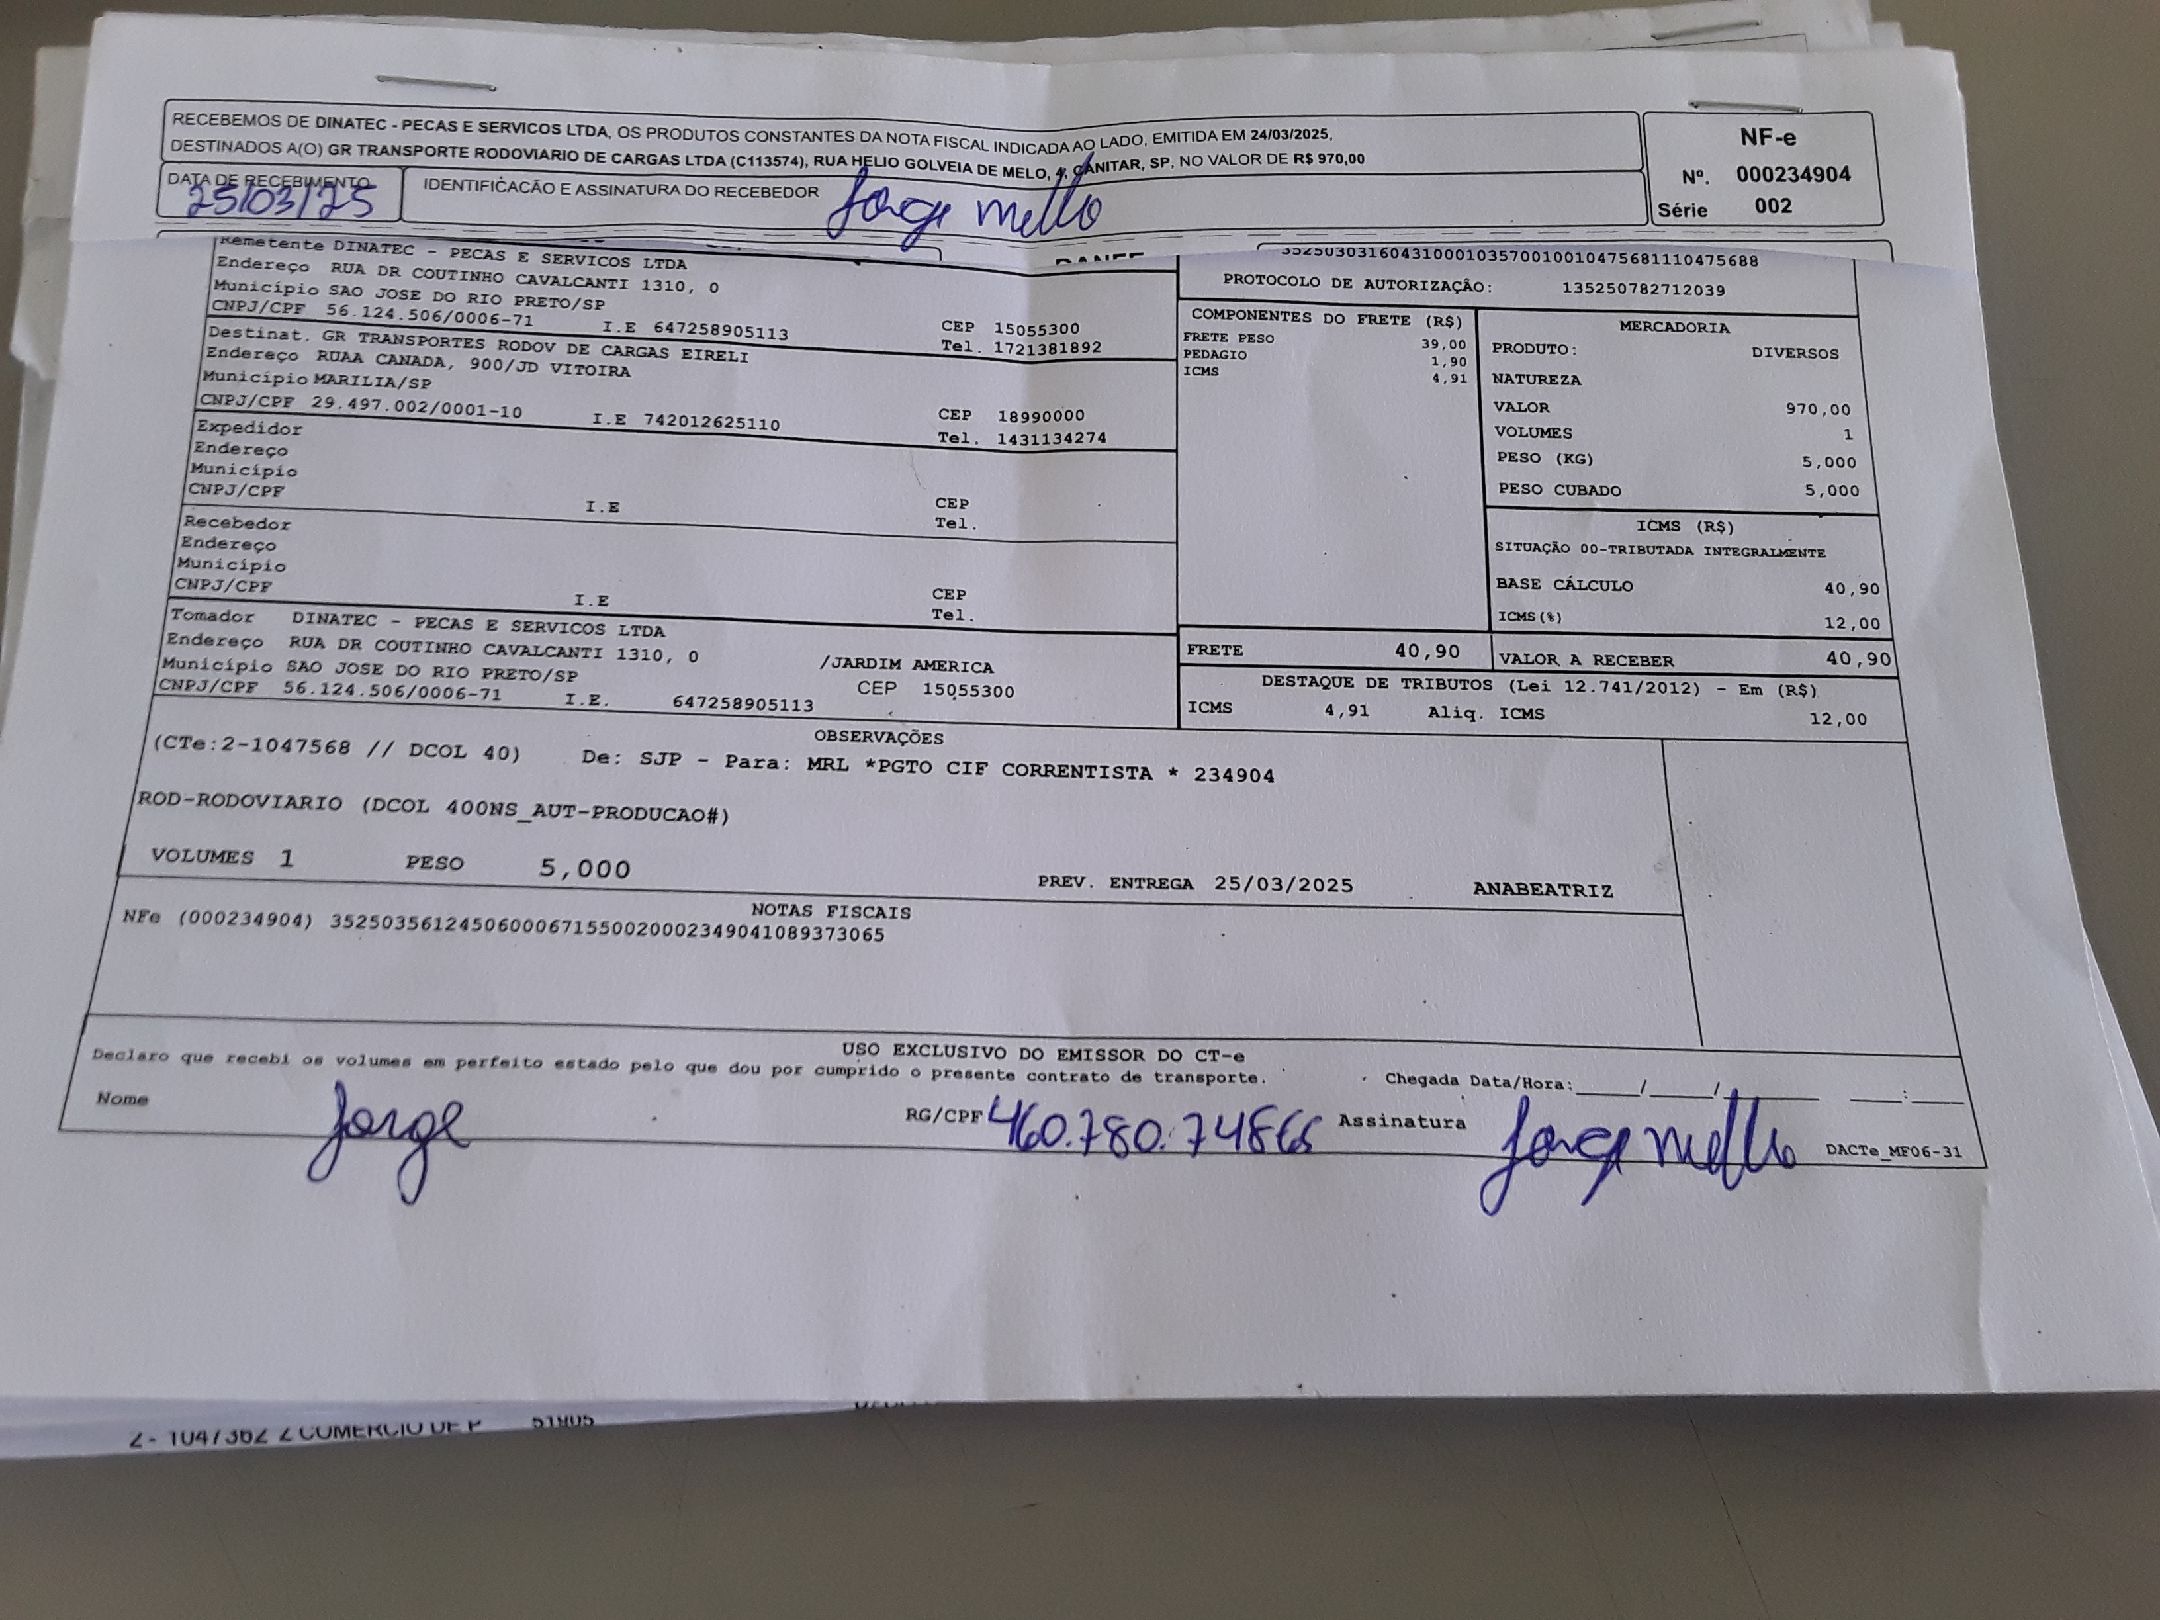 RECEBEMOS DE DINATEC - PECAS E SERVICOS LTDA, OS PRODUTOS CONSTANTES DA NOTA FISCAL INDICADA AO LADO, EMITIDA EM 24/03/2025,
DESTINADOS A(O) GR TRANSPORTE RODOVIARIO DE CARGAS LTDA (C113574), RUA HELIO GOLVEIA DE MELO, 4, CANITAR, SP, NO VALOR DE R$ 970,00
NF-e
Nº. 000234904
Série 002
DATA DE RECEBIMENTO
25/03/25
IDENTIFICACÃO E ASSINATURA DO RECEBEDOR
Jorge Mello
Remetente DINATEC - PECAS E SERVICOS LTDA
Endereço RUA DR COUTINHO CAVALCANTI 1310, 0
Município SAO JOSE DO RIO PRETO/SP
CNPJ/CPF 56.124.506/0006-71 I.E 647258905113 CEP 15055300
Tel. 1721381892
Destinat. GR TRANSPORTES RODOV DE CARGAS EIRELI
Endereço RUAA CANADA, 900/JD VITOIRA
Município MARILIA/SP
CNPJ/CPF 29.497.002/0001-10 I.E 742012625110 CEP 18990000
Tel. 1431134274
Expedidor
Endereço
Município
CNPJ/CPF I.E CEP
Tel.
Recebedor
Endereço
Município
CNPJ/CPF I.E CEP
Tel.
Tomador DINATEC - PECAS E SERVICOS LTDA
Endereço RUA DR COUTINHO CAVALCANTI 1310, 0 /JARDIM AMERICA
Município SAO JOSE DO RIO PRETO/SP CEP 15055300
CNPJ/CPF 56.124.506/0006-71 I.E. 647258905113
35250303160431000103570010010475681110475688
PROTOCOLO DE AUTORIZAÇÃO: 135250782712039
COMPONENTES DO FRETE (R$)
FRETE PESO 39,00
PEDAGIO 1,90
ICMS 4,91
MERCADORIA
PRODUTO: DIVERSOS
NATUREZA
VALOR 970,00
VOLUMES 1
PESO (KG) 5,000
PESO CUBADO 5,000
ICMS (R$)
SITUAÇÃO 00-TRIBUTADA INTEGRALMENTE
BASE CÁLCULO 40,90
ICMS(%) 12,00
FRETE 40,90 VALOR A RECEBER 40,90
DESTAQUE DE TRIBUTOS (Lei 12.741/2012) - Em (R$)
ICMS 4,91 Aliq. ICMS 12,00
OBSERVAÇÕES
(CTe:2-1047568 // DCOL 40) De: SJP - Para: MRL *PGTO CIF CORRENTISTA * 234904
ROD-RODOVIARIO (DCOL 400NS_AUT-PRODUCAO#)
VOLUMES 1 PESO 5,000 PREV. ENTREGA 25/03/2025 ANABEATRIZ
NOTAS FISCAIS
NFe (000234904) 35250356124506000671550020002349041089373065
USO EXCLUSIVO DO EMISSOR DO CT-e
Declaro que recebi os volumes em perfeito estado pelo que dou por cumprido o presente contrato de transporte. Chegada Data/Hora:____/____/________ ____:____
Nome Jorge RG/CPF 460.780.74865 Assinatura Jorge Mello DACTe_MF06-31